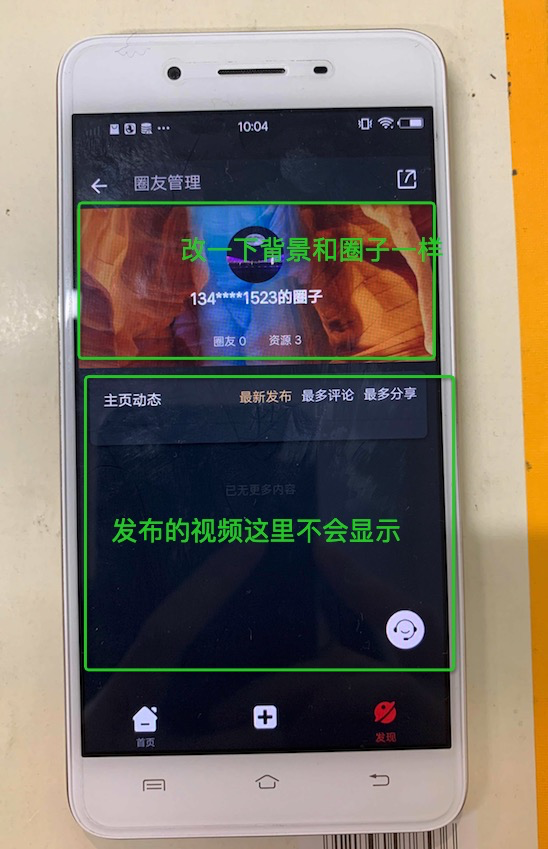 10:04
圈友管理
改一下背景和圈子一样
134****1523的圈子
圈友 0 资源 3
主页动态 最新发布 最多评论 最多分享
已无更多内容
发布的视频这里不会显示
首页 发现